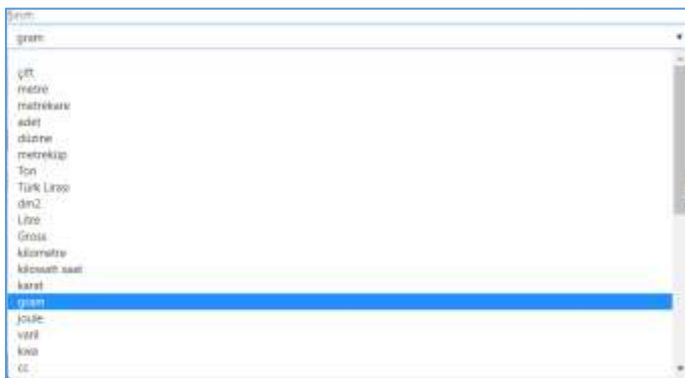 Birim
gram
çift
metre
metrekare
adet
düzine
metreküp
Ton
Türk Lirası
dm2
Litre
Gross
kilometre
kilowatt saat
karat
gram
joule
varil
kwa
cc